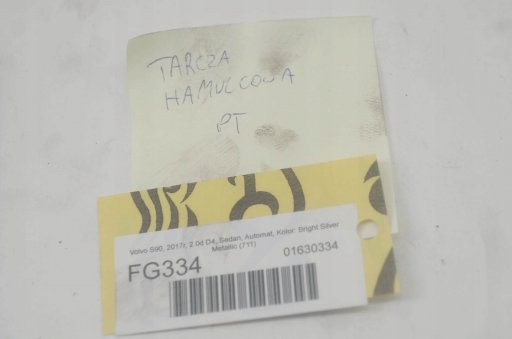 TARCZA
HAMULCOWA
PT
Volvo S90, 2017r, 2.0d D4, Sedan, Automat, Kolor: Bright Silver
Metallic (711)
FG334
01630334